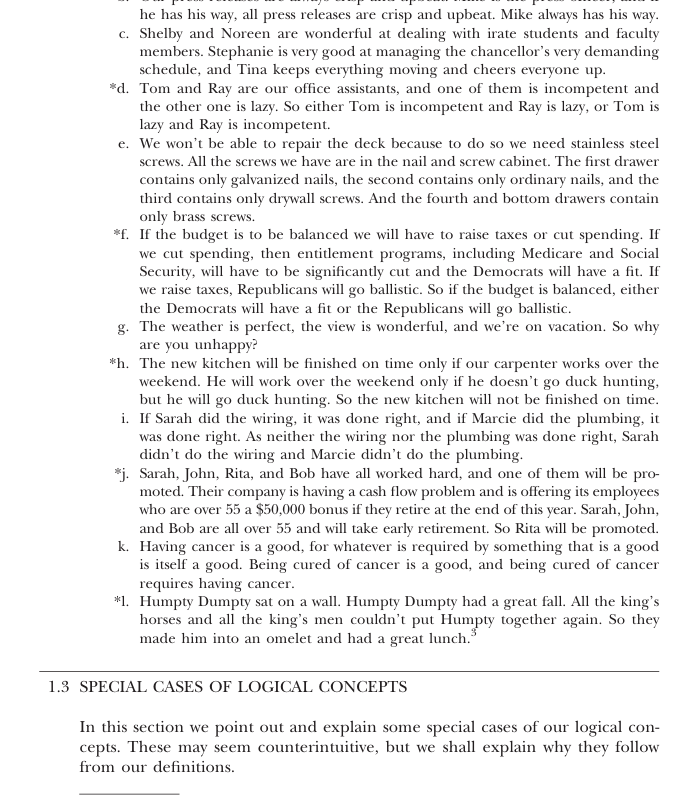 he has his way, all press releases are crisp and upbeat. Mike always has his way.
c. Shelby and Noreen are wonderful at dealing with irate students and faculty
members. Stephanie is very good at managing the chancellor's very demanding
schedule, and Tina keeps everything moving and cheers everyone up.
*d. Tom and Ray are our office assistants, and one of them is incompetent and
the other one is lazy. So either Tom is incompetent and Ray is lazy, or Tom is
lazy and Ray is incompetent.
e. We won't be able to repair the deck because to do so we need stainless steel
screws. All the screws we have are in the nail and screw cabinet. The first drawer
contains only galvanized nails, the second contains only ordinary nails, and the
third contains only drywall screws. And the fourth and bottom drawers contain
only brass screws.
*f. If the budget is to be balanced we will have to raise taxes or cut spending. If
we cut spending, then entitlement programs, including Medicare and Social
Security, will have to be significantly cut and the Democrats will have a fit. If
we raise taxes, Republicans will go ballistic. So if the budget is balanced, either
the Democrats will have a fit or the Republicans will go ballistic.
g. The weather is perfect, the view is wonderful, and we're on vacation. So why
are you unhappy?
*h. The new kitchen will be finished on time only if our carpenter works over the
weekend. He will work over the weekend only if he doesn't go duck hunting,
but he will go duck hunting. So the new kitchen will not be finished on time.
i. If Sarah did the wiring, it was done right, and if Marcie did the plumbing, it
was done right. As neither the wiring nor the plumbing was done right, Sarah
didn't do the wiring and Marcie didn't do the plumbing.
*j. Sarah, John, Rita, and Bob have all worked hard, and one of them will be pro-
moted. Their company is having a cash flow problem and is offering its employees
who are over 55 a $50,000 bonus if they retire at the end of this year. Sarah, John,
and Bob are all over 55 and will take early retirement. So Rita will be promoted.
k. Having cancer is a good, for whatever is required by something that is a good
is itself a good. Being cured of cancer is a good, and being cured of cancer
requires having cancer.
*l. Humpty Dumpty sat on a wall. Humpty Dumpty had a great fall. All the king's
horses and all the king's men couldn't put Humpty together again. So they
made him into an omelet and had a great lunch.3
1.3 SPECIAL CASES OF LOGICAL CONCEPTS
In this section we point out and explain some special cases of our logical con-
cepts. These may seem counterintuitive, but we shall explain why they follow
from our definitions.